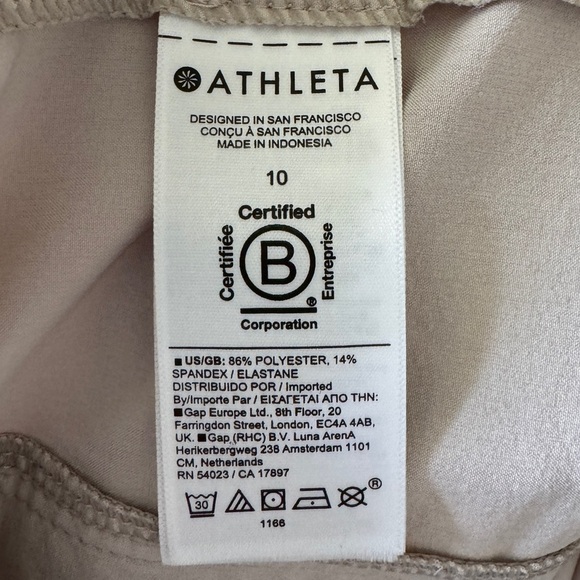 ATHLETA
DESIGNED IN SAN FRANCISCO
CONÇU À SAN FRANCISCO
MADE IN INDONESIA
10
Certified
Certifiée
B
Entreprise
®
Corporation
US/GB: 86% POLYESTER, 14%
SPANDEX / ELASTANE
DISTRIBUIDO POR / Imported
By/Importe Par / ΕΙΣΑΓΕΤΑΙ ΑΠΟ ΤΗΝ:
Gap Europe Ltd., 8th Floor, 20
Farringdon Street, London, EC4A 4AB,
UK. Gap (RHC) B.V. Luna ArenA
Herikerbergweg 238 Amsterdam 1101
CM, Netherlands
RN 54023 / CA 17897
30
®
1166